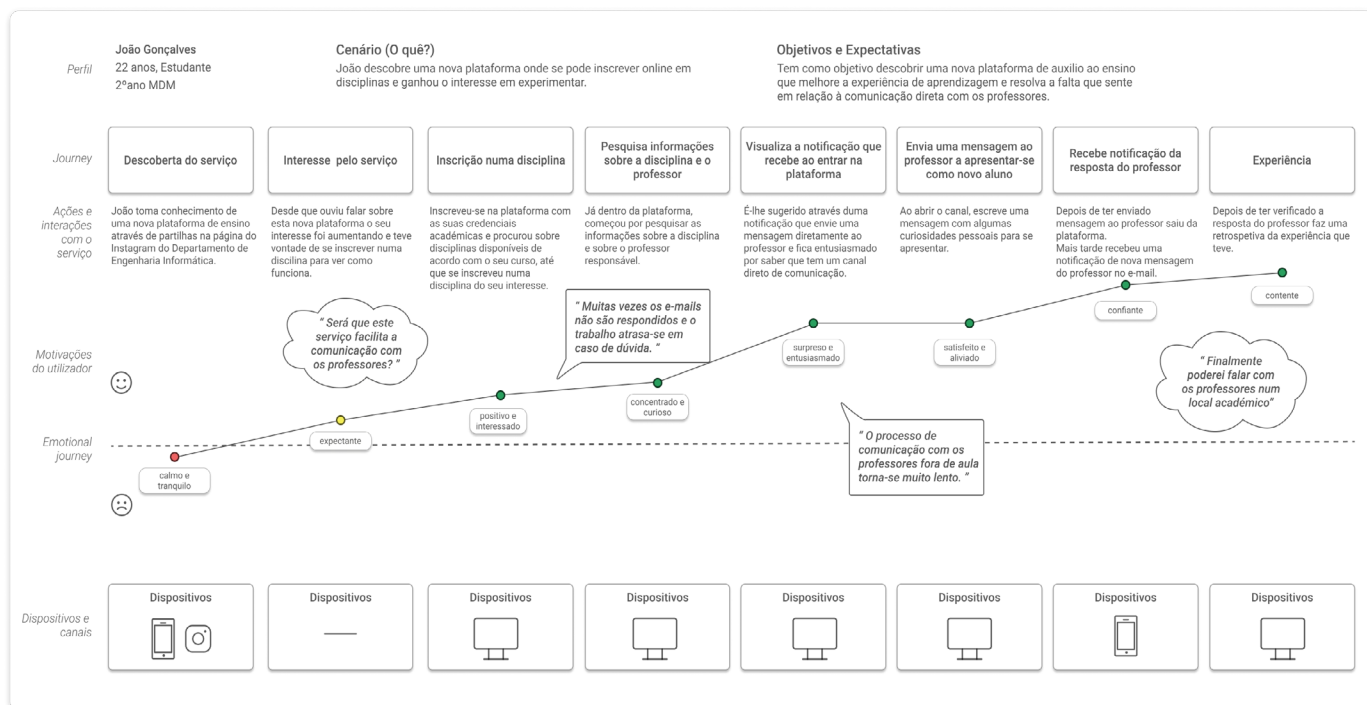 Perfil
João Gonçalves
22 anos, Estudante
2ºano MDM
Cenário (O quê?)
João descobre uma nova plataforma onde se pode inscrever online em
disciplinas e ganhou o interesse em experimentar.
Objetivos e Expectativas
Tem como objetivo descobrir uma nova plataforma de auxilio ao ensino
que melhore a experiência de aprendizagem e resolva a falta que sente
em relação à comunicação direta com os professores.
Journey
Descoberta do serviço
Interesse pelo serviço
Inscrição numa disciplina
Pesquisa informações
sobre a disciplina e o
professor
Visualiza a notificação que
recebe ao entrar na
plataforma
Envia uma mensagem ao
professor a apresentar-se
como novo aluno
Recebe notificação da
resposta do professor
Experiência
Ações e
interações
com o
serviço
João toma conhecimento de
uma nova plataforma de ensino
através de partilhas na página do
Instagram do Departamento de
Engenharia Informática.
Desde que ouviu falar sobre
esta nova plataforma o seu
interesse foi aumentando e teve
vontade de se inscrever numa
discilina para ver como
funciona.
Inscreveu-se na plataforma com
as suas credenciais
académicas e procurou sobre
disciplinas disponíveis de
acordo com o seu curso, até
que se inscreveu numa
disciplina do seu interesse.
Já dentro da plataforma,
começou por pesquisar as
informações sobre a disciplina
e sobre o professor
responsável.
É-lhe sugerido através duma
notificação que envie uma
mensagem diretamente ao
professor e fica entusiasmado
por saber que tem um canal
direto de comunicação.
Ao abrir o canal, escreve uma
mensagem com algumas
curiosidades pessoais para se
apresentar.
Depois de ter enviado
mensagem ao professor saiu da
plataforma.
Mais tarde recebeu uma
notificação de nova mensagem
do professor no e-mail.
Depois de ter verificado a
resposta do professor faz uma
retrospetiva da experiência que
teve.
Motivações
do utilizador
Emotional
journey
calmo e
tranquilo
" Será que este
serviço facilita a
comunicação com
os professores? "
expectante
positivo e
interessado
" Muitas vezes os e-mails
não são respondidos e o
trabalho atrasa-se em
caso de dúvida. "
concentrado e
curioso
surpreso e
entusiasmado
" O processo de
comunicação com os
professores fora de aula
torna-se muito lento. "
satisfeito e
aliviado
confiante
contente
" Finalmente
poderei falar com
os professores num
local académico"
Dispositivos e
canais
Dispositivos
Dispositivos
Dispositivos
Dispositivos
Dispositivos
Dispositivos
Dispositivos
Dispositivos